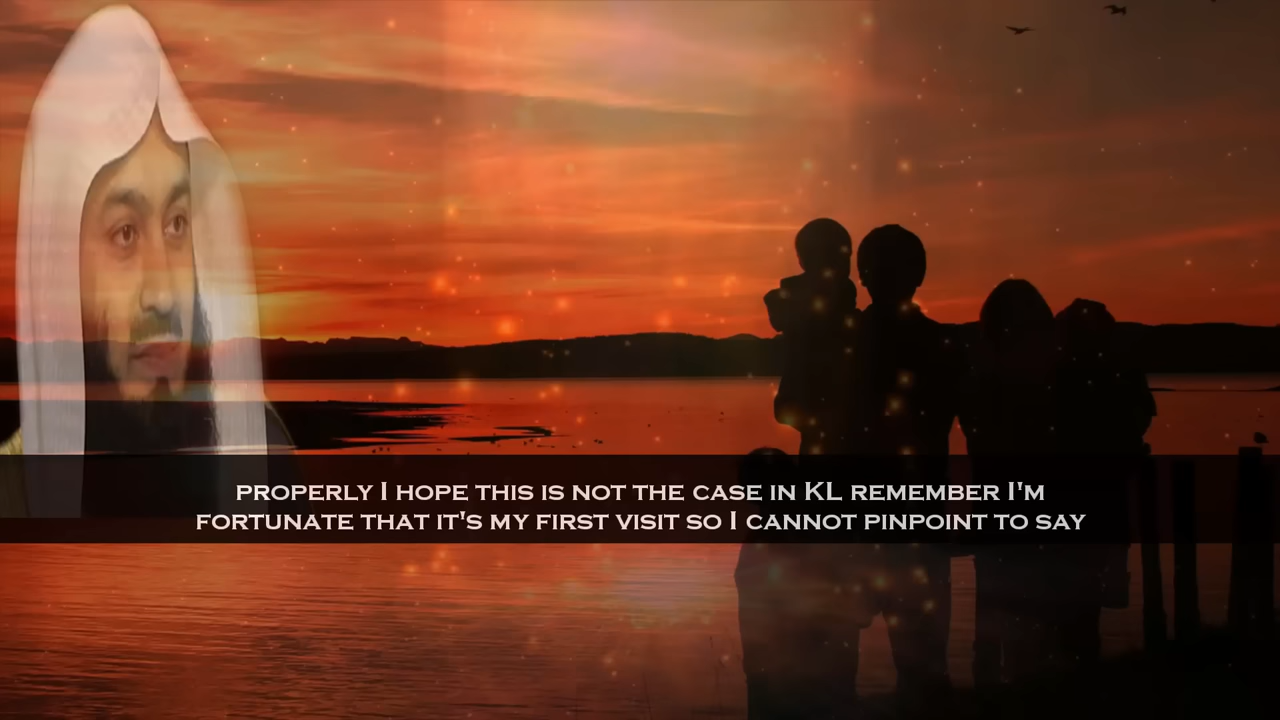 PROPERLY I HOPE THIS IS NOT THE CASE IN KL REMEMBER I'M
FORTUNATE THAT IT'S MY FIRST VISIT SO I CANNOT PINPOINT TO SAY